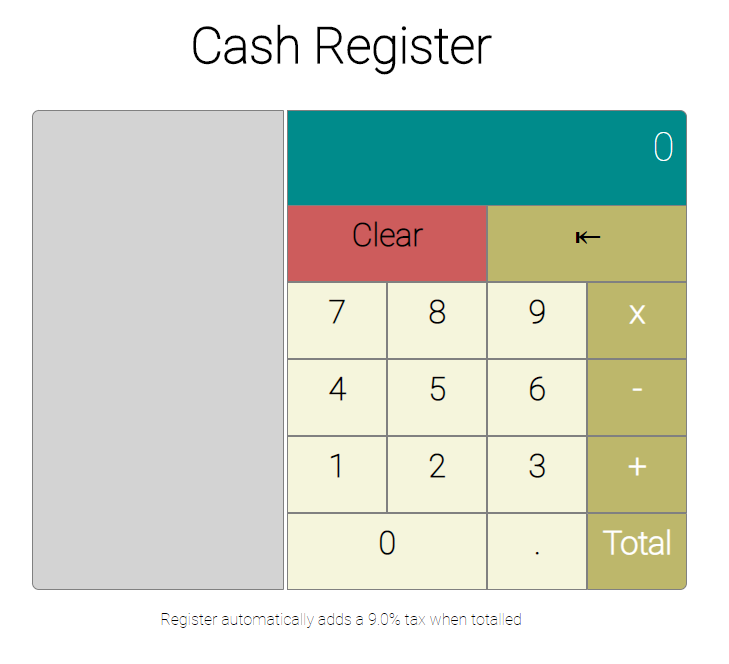 Cash Register
0
Clear ⇤
7 8 9 x
4 5 6 -
1 2 3 +
0 . Total
Register automatically adds a 9.0% tax when totalled